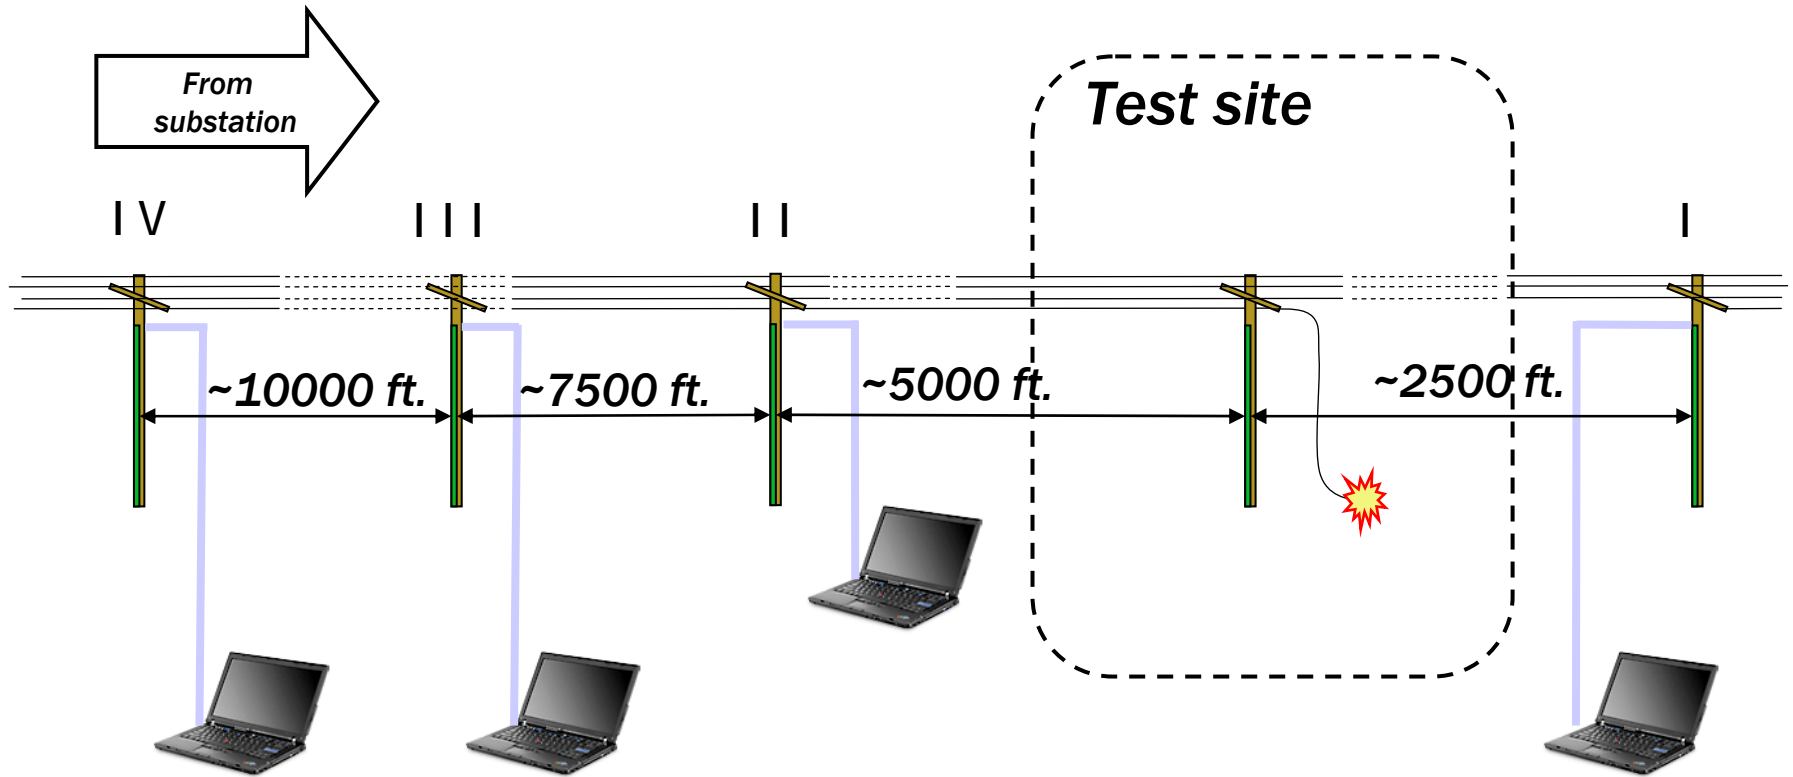 From
substation
Test site
I V
I I I
I I
I
~10000 ft.
~7500 ft.
~5000 ft.
~2500 ft.